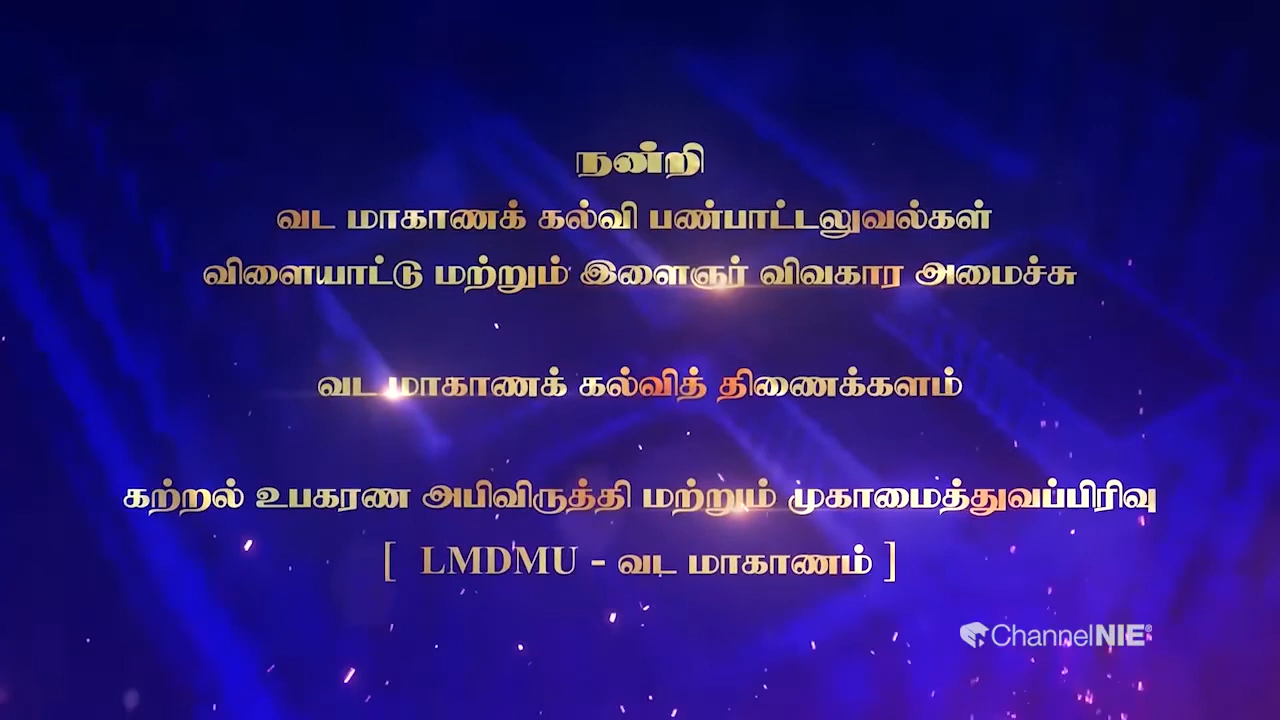 நன்றி
வட மாகாணக் கல்வி பண்பாட்டலுவல்கள்
விளையாட்டு மற்றும் இளைஞர் விவகார அமைச்சு
வட மாகாணக் கல்வித் திணைக்களம்
கற்றல் உபகரண அபிவிருத்தி மற்றும் முகாமைத்துவப்பிரிவு
[ LMDMU - வட மாகாணம் ]
ChannelNIE®